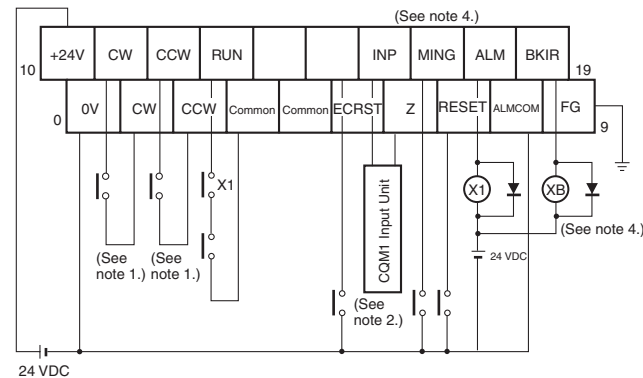 (See note 4.)
+24V CW CCW RUN INP MING ALM BKIR
10 19
0V CW CCW Common Common ECRST Z RESET ALMCOM FG
0 9
X1
X1 XB
CQM1 Input Unit
(See note 1.)
(See note 1.)
(See note 2.)
(See note 4.)
24 VDC
24 VDC